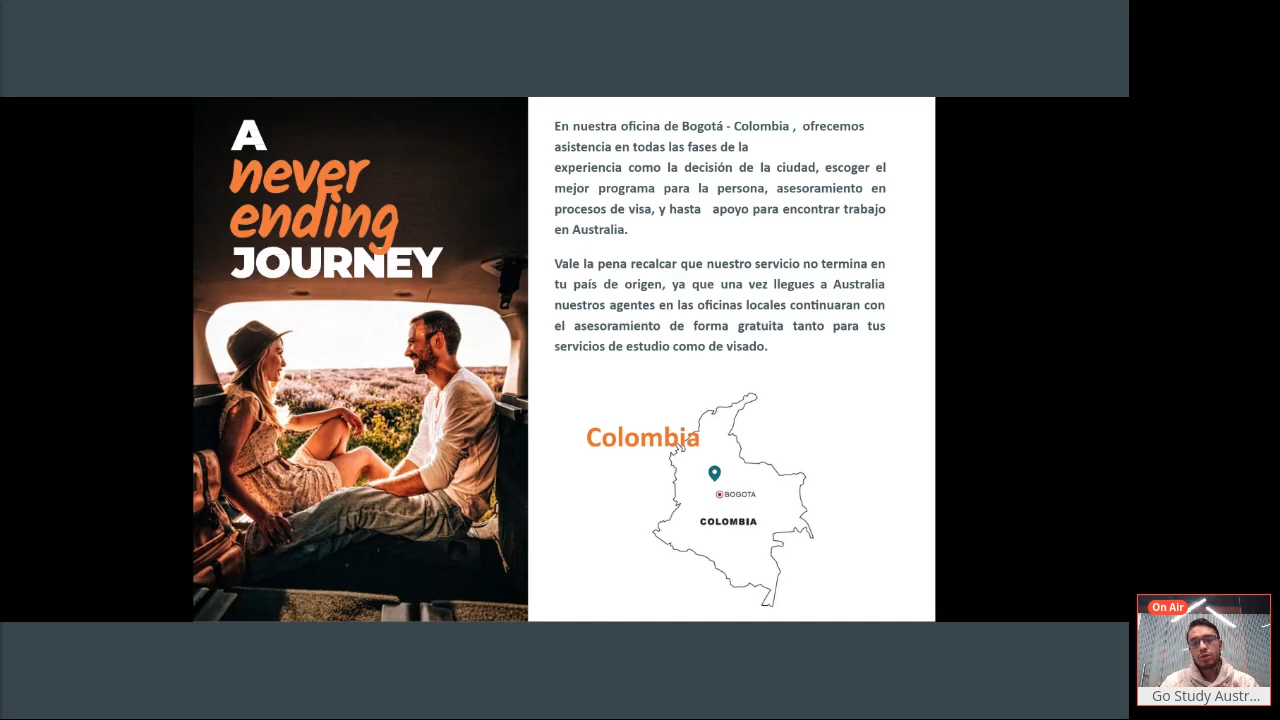 A
never
ending
JOURNEY
En nuestra oficina de Bogotá - Colombia , ofrecemos
asistencia en todas las fases de la
experiencia como la decisión de la ciudad, escoger el
mejor programa para la persona, asesoramiento en
procesos de visa, y hasta apoyo para encontrar trabajo
en Australia.
Vale la pena recalcar que nuestro servicio no termina en
tu país de origen, ya que una vez llegues a Australia
nuestros agentes en las oficinas locales continuaran con
el asesoramiento de forma gratuita tanto para tus
servicios de estudio como de visado.
Colombia
BOGOTA
COLOMBIA
On Air
Go Study Austr...